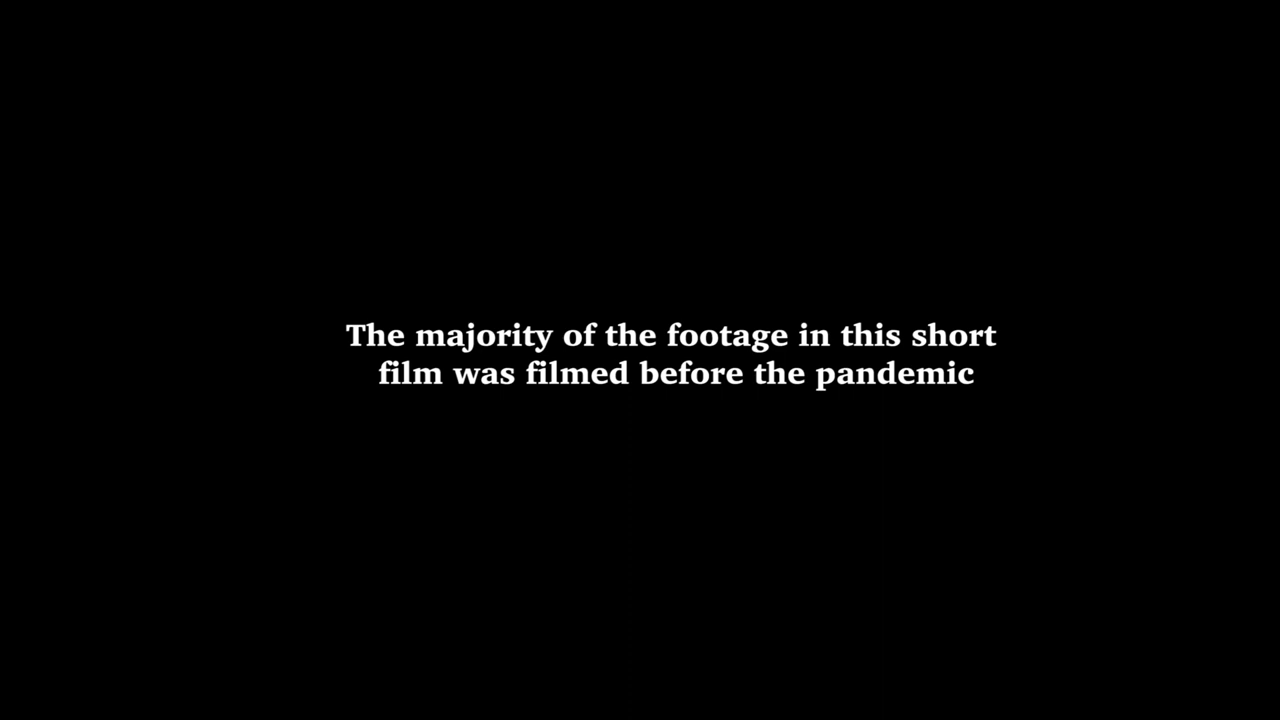 The majority of the footage in this short
film was filmed before the pandemic